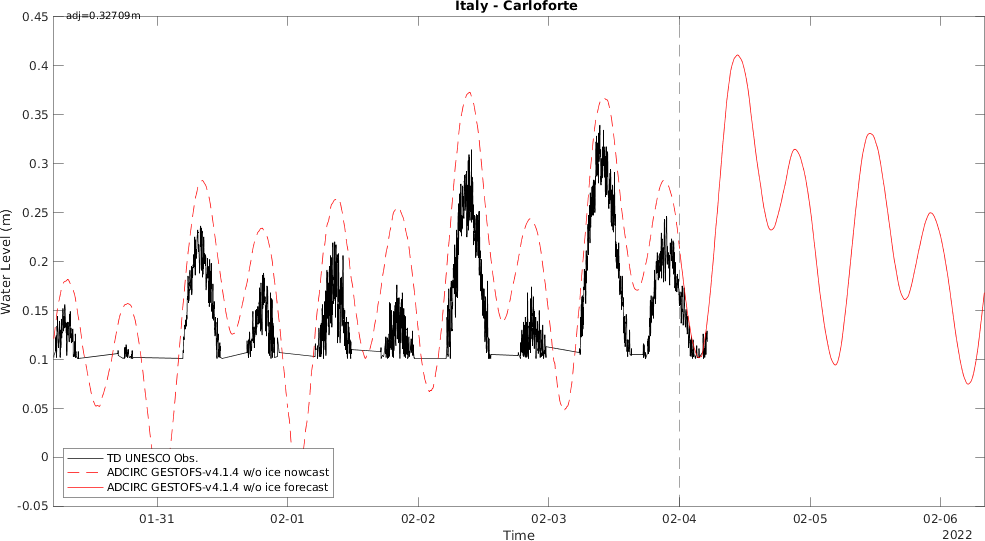 Italy - Carloforte
adj=0.32709m
0.45
0.4
0.35
0.3
0.25
0.2
0.15
0.1
0.05
0
-0.05
Water Level (m)
TD UNESCO Obs.
ADCIRC GESTOFS-v4.1.4 w/o ice nowcast
ADCIRC GESTOFS-v4.1.4 w/o ice forecast
01-31
02-01
02-02
02-03
02-04
02-05
02-06
Time
2022